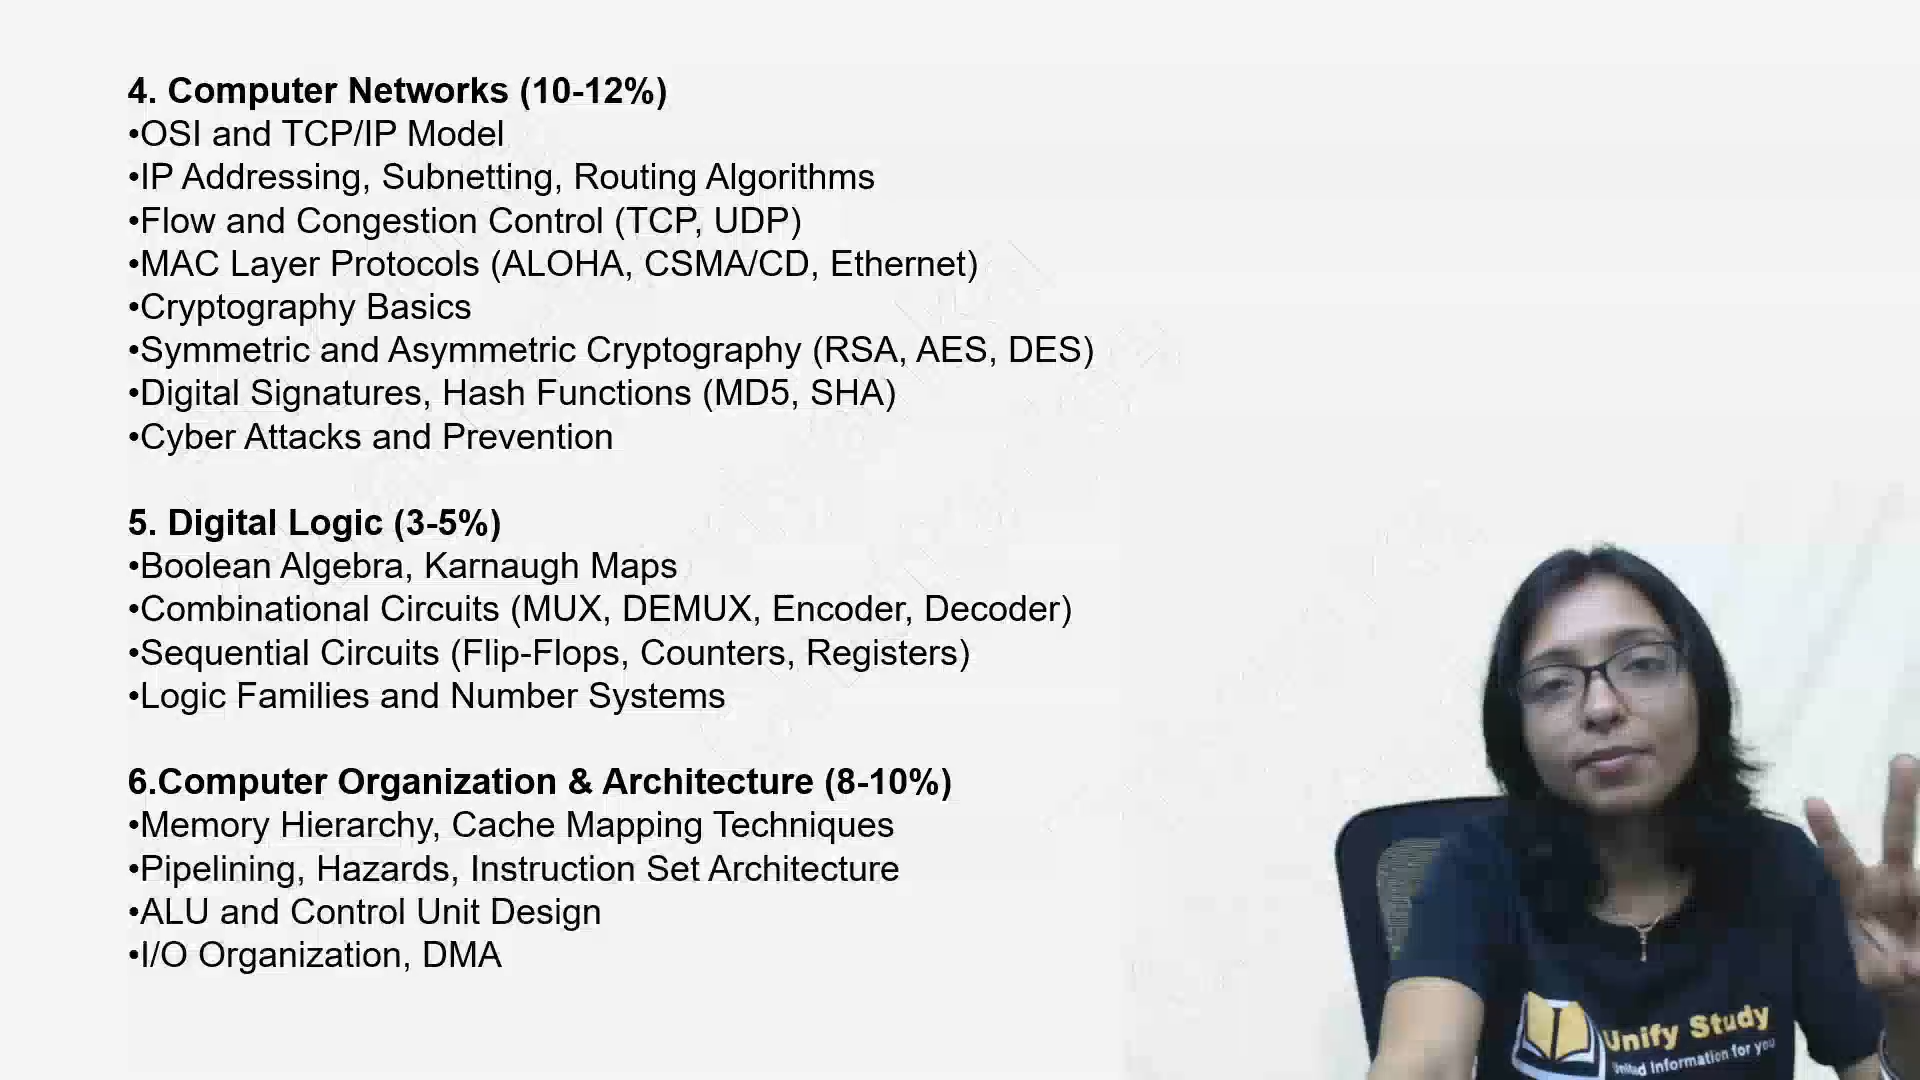 4. Computer Networks (10-12%)
•OSI and TCP/IP Model
•IP Addressing, Subnetting, Routing Algorithms
•Flow and Congestion Control (TCP, UDP)
•MAC Layer Protocols (ALOHA, CSMA/CD, Ethernet)
•Cryptography Basics
•Symmetric and Asymmetric Cryptography (RSA, AES, DES)
•Digital Signatures, Hash Functions (MD5, SHA)
•Cyber Attacks and Prevention
5. Digital Logic (3-5%)
•Boolean Algebra, Karnaugh Maps
•Combinational Circuits (MUX, DEMUX, Encoder, Decoder)
•Sequential Circuits (Flip-Flops, Counters, Registers)
•Logic Families and Number Systems
6.Computer Organization & Architecture (8-10%)
•Memory Hierarchy, Cache Mapping Techniques
•Pipelining, Hazards, Instruction Set Architecture
•ALU and Control Unit Design
•I/O Organization, DMA
Unify Study
United Information for you